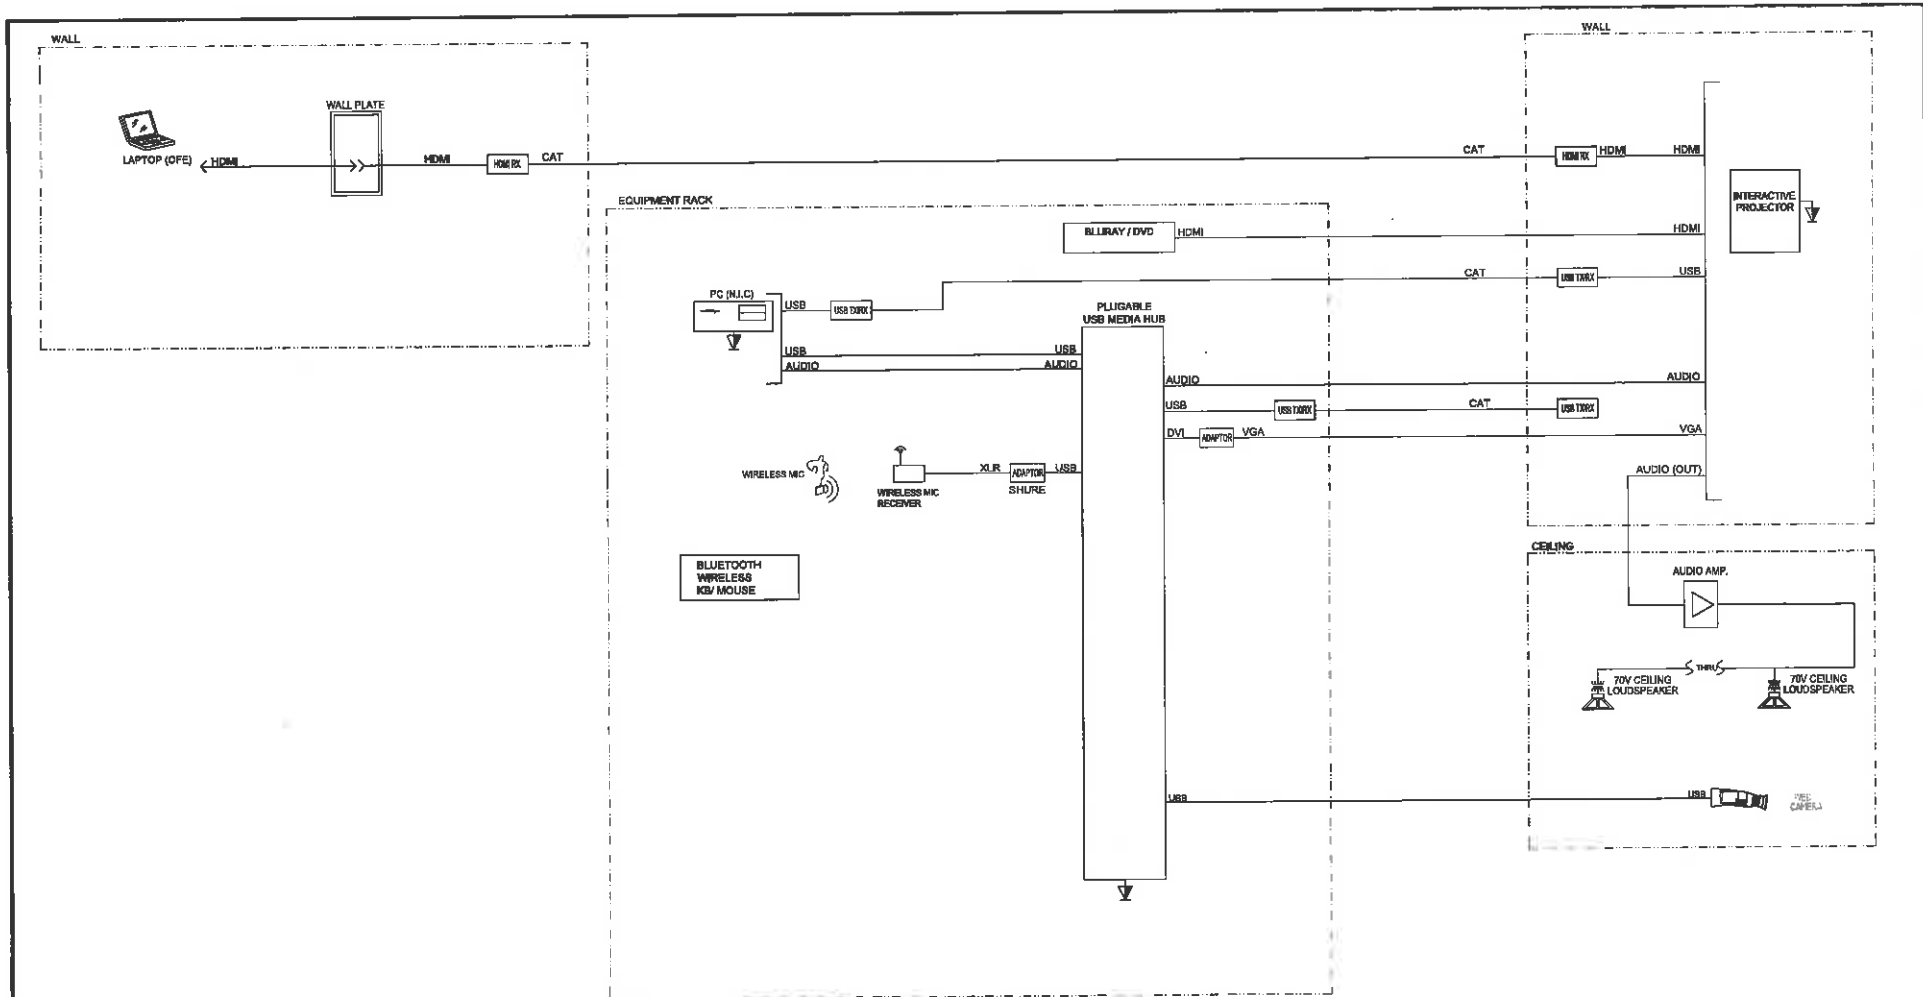 WALL
WALL
WALL PLATE
LAPTOP (OFE)
HDMI
HDMI
HDMI RX
CAT
CAT
HDMI RX
HDMI
HDMI
INTERACTIVE
PROJECTOR
EQUIPMENT RACK
BLURAY / DVD
HDMI
HDMI
CAT
USB TX/RX
USB
PC (N.I.C)
USB
USB TX/RX
PLUGABLE
USB MEDIA HUB
USB
USB
AUDIO
AUDIO
AUDIO
AUDIO
USB
USB TX/RX
CAT
USB TX/RX
DVI
ADAPTOR
VGA
VGA
WIRELESS MIC
WIRELESS MIC
RECEIVER
XLR
ADAPTOR
USB
SHURE
AUDIO (OUT)
BLUETOOTH
WIRELESS
KB/ MOUSE
CEILING
AUDIO AMP.
THRU
70V CEILING
LOUDSPEAKER
70V CEILING
LOUDSPEAKER
USB
USB
WEB
CAMERA